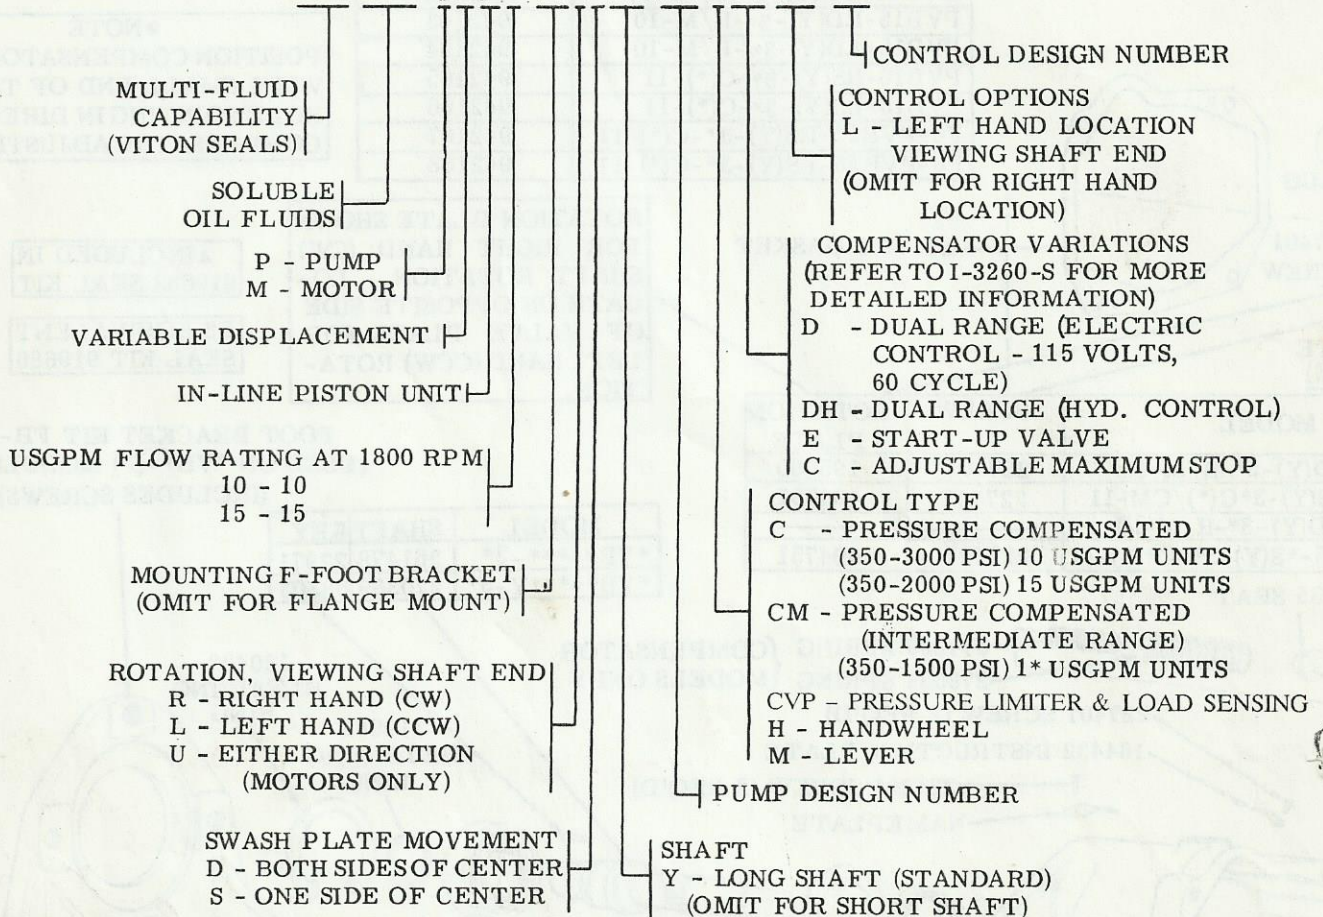 MULTI-FLUID
CAPABILITY
(VITON SEALS)
SOLUBLE
OIL FLUIDS
P - PUMP
M - MOTOR
VARIABLE DISPLACEMENT
IN-LINE PISTON UNIT
USGPM FLOW RATING AT 1800 RPM
10 - 10
15 - 15
MOUNTING F-FOOT BRACKET
(OMIT FOR FLANGE MOUNT)
ROTATION, VIEWING SHAFT END
R - RIGHT HAND (CW)
L - LEFT HAND (CCW)
U - EITHER DIRECTION
(MOTORS ONLY)
SWASH PLATE MOVEMENT
D - BOTH SIDES OF CENTER
S - ONE SIDE OF CENTER
CONTROL DESIGN NUMBER
CONTROL OPTIONS
L - LEFT HAND LOCATION
VIEWING SHAFT END
(OMIT FOR RIGHT HAND
LOCATION)
COMPENSATOR VARIATIONS
(REFER TO I-3260-S FOR MORE
DETAILED INFORMATION)
D - DUAL RANGE (ELECTRIC
CONTROL - 115 VOLTS,
60 CYCLE)
DH - DUAL RANGE (HYD. CONTROL)
E - START-UP VALVE
C - ADJUSTABLE MAXIMUM STOP
CONTROL TYPE
C - PRESSURE COMPENSATED
(350-3000 PSI) 10 USGPM UNITS
(350-2000 PSI) 15 USGPM UNITS
CM - PRESSURE COMPENSATED
(INTERMEDIATE RANGE)
(350-1500 PSI) 1* USGPM UNITS
CVP - PRESSURE LIMITER & LOAD SENSING
H - HANDWHEEL
M - LEVER
PUMP DESIGN NUMBER
SHAFT
Y - LONG SHAFT (STANDARD)
(OMIT FOR SHORT SHAFT)